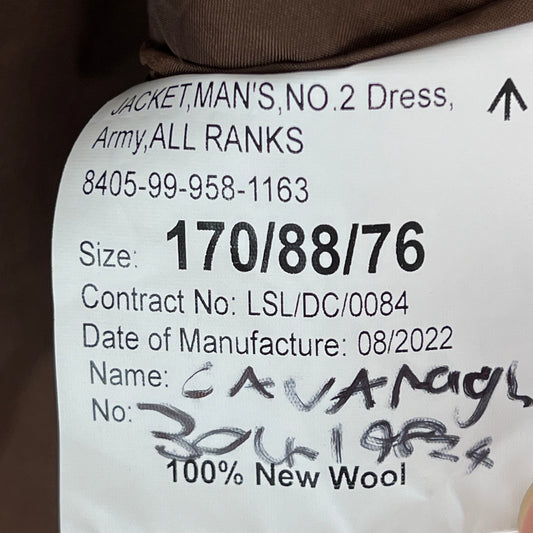 JACKET,MAN'S,NO.2 Dress,
Army,ALL RANKS
8405-99-958-1163
Size: 170/88/76
Contract No: LSL/DC/0084
Date of Manufacture: 08/2022
Name: CAVANagh
No:
100% New Wool